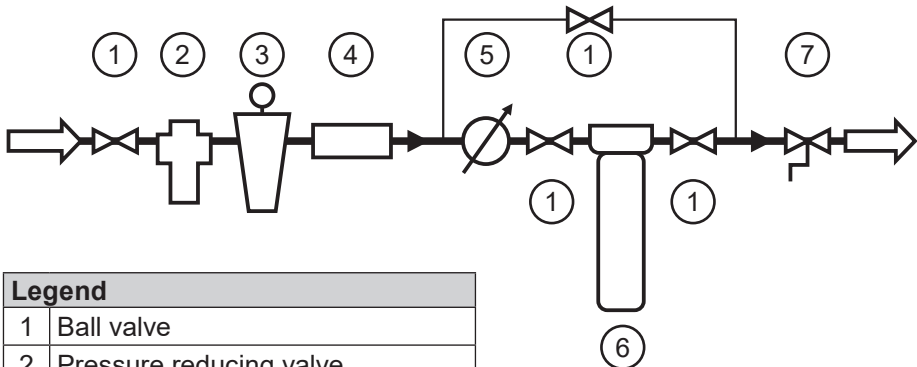 1 2 3 4 5 1 7
1 1
Legend
1 Ball valve
6
2 Pressure reducing valve